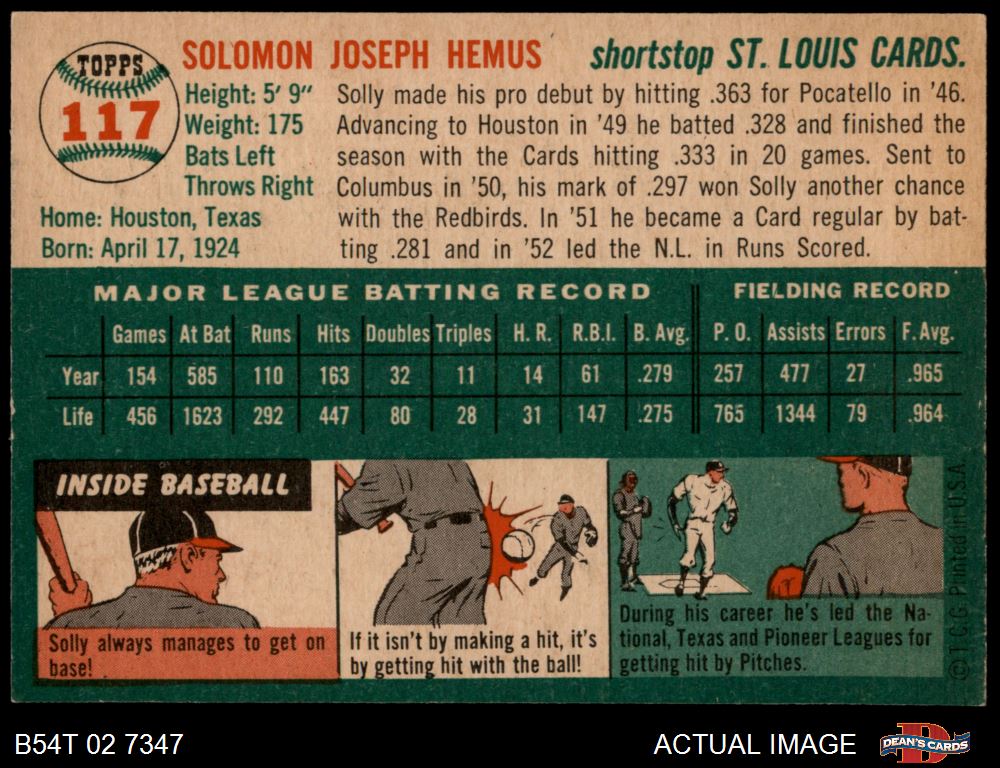 TOPPS
117
SOLOMON JOSEPH HEMUS
shortstop ST. LOUIS CARDS.
Height: 5' 9"
Weight: 175
Bats Left
Throws Right
Home: Houston, Texas
Born: April 17, 1924
Solly made his pro debut by hitting .363 for Pocatello in '46.
Advancing to Houston in '49 he batted .328 and finished the
season with the Cards hitting .333 in 20 games. Sent to
Columbus in '50, his mark of .297 won Solly another chance
with the Redbirds. In '51 he became a Card regular by bat-
ting .281 and in '52 led the N.L. in Runs Scored.
MAJOR LEAGUE BATTING RECORD FIELDING RECORD
Games At Bat Runs Hits Doubles Triples H. R. R.B.I. B. Avg. P. O. Assists Errors F. Avg.
Year 154 585 110 163 32 11 14 61 .279 257 477 27 .965
Life 456 1623 292 447 80 28 31 147 .275 765 1344 79 .964
INSIDE BASEBALL
Solly always manages to get on
base!
If it isn't by making a hit, it's
by getting hit with the ball!
During his career he's led the Na-
tional, Texas and Pioneer Leagues for
getting hit by Pitches.
© T.C.G. Printed in U.S.A.
B54T 02 7347
ACTUAL IMAGE
DEAN'S CARDS